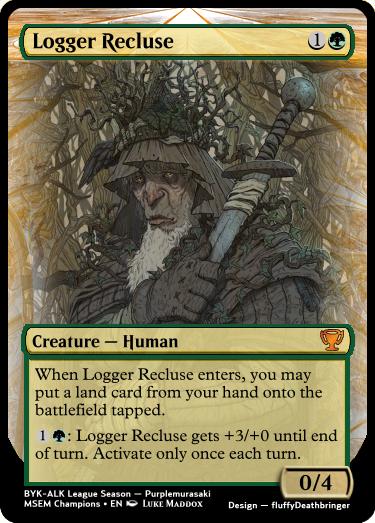 Logger Recluse 1
Creature — Human
When Logger Recluse enters, you may
put a land card from your hand onto the
battlefield tapped.
1 : Logger Recluse gets +3/+0 until end
of turn. Activate only once each turn.
0/4
BYK-ALK League Season — Purplemurasaki
MSEM Champions • EN Luke Maddox
Design — fluffyDeathbringer